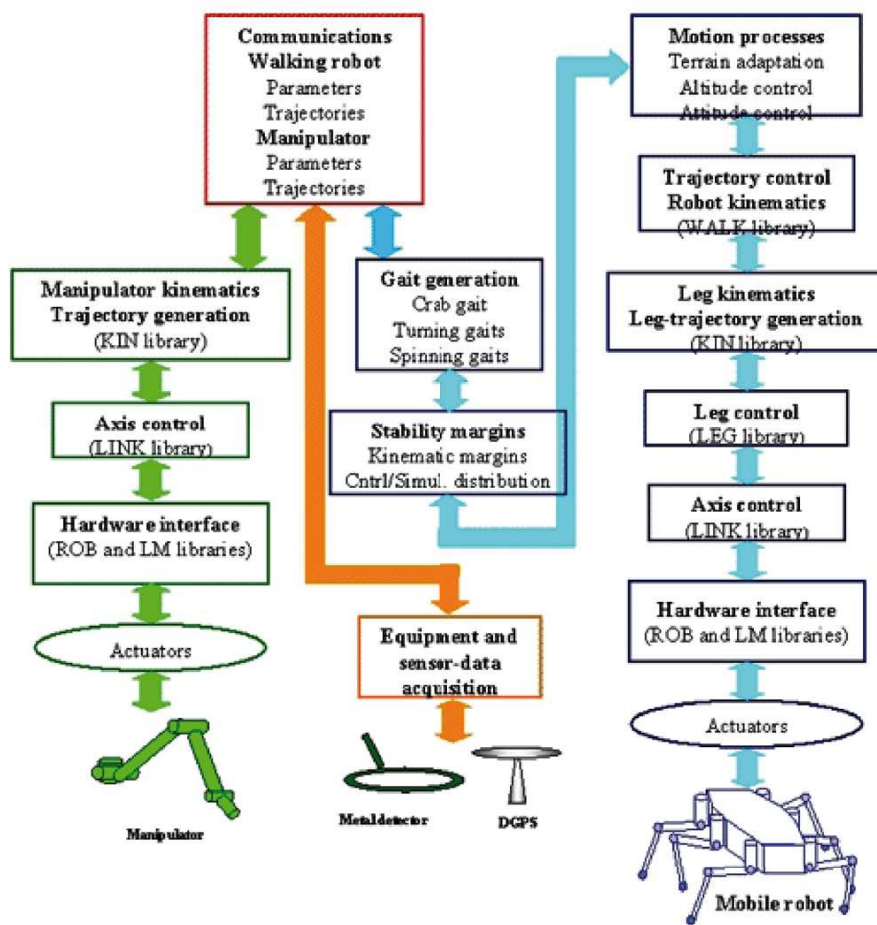 Communications
Walking robot
Parameters
Trajectories
Manipulator
Parameters
Trajectories
Manipulator kinematics
Trajectory generation
(KIN library)
Axis control
(LINK library)
Hardware interface
(ROB and LM libraries)
Actuators
Manipulator
Gait generation
Crab gait
Turning gaits
Spinning gaits
Stability margins
Kinematic margins
Cntrl/Simul. distribution
Equipment and
sensor-data
acquisition
Metal detector
DGPS
Motion processes
Terrain adaptation
Altitude control
Attitude control
Trajectory control
Robot kinematics
(WALK library)
Leg kinematics
Leg-trajectory generation
(KIN library)
Leg control
(LEG library)
Axis control
(LINK library)
Hardware interface
(ROB and LM libraries)
Actuators
Mobile robot